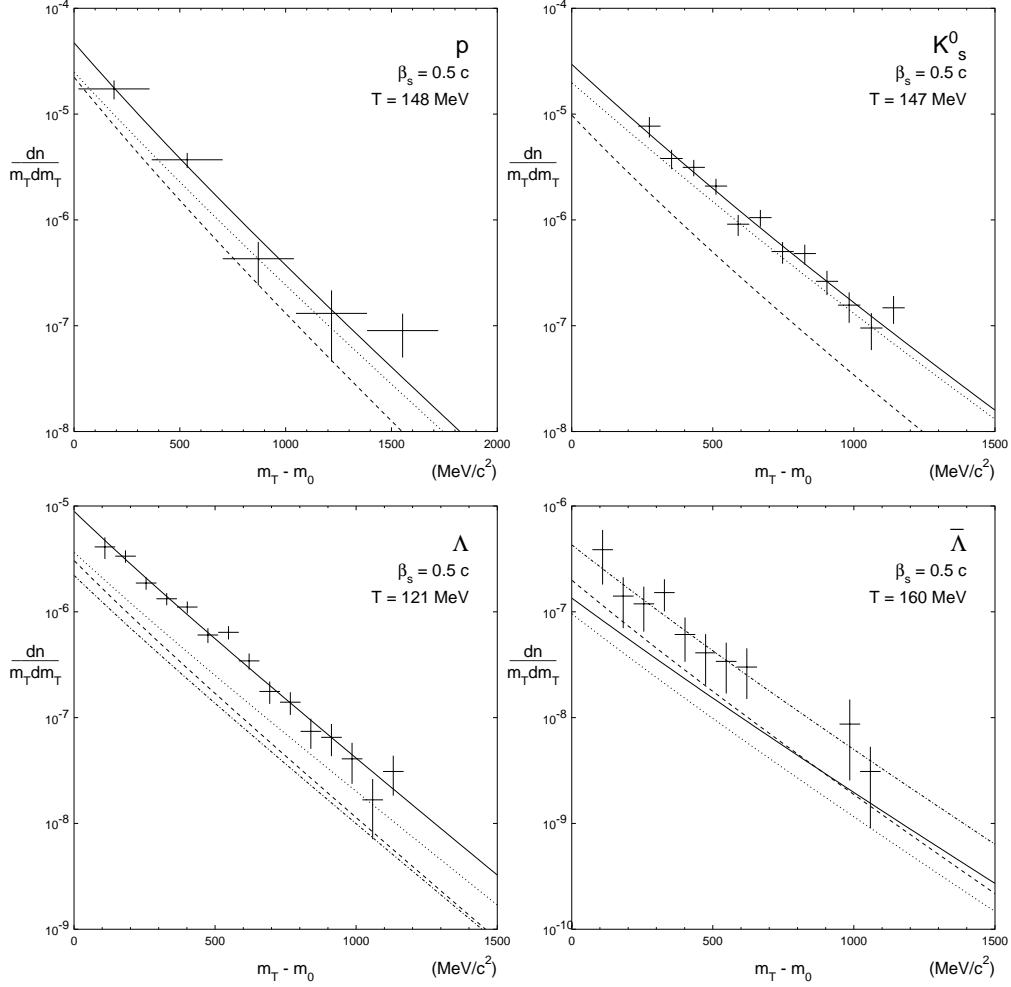 10^-4
10^-5
10^-6
10^-7
10^-8
dn
m_T dm_T
p
β_s = 0.5 c
T = 148 MeV
0 500 1000 1500 2000
m_T - m_0 (MeV/c^2)
10^-4
10^-5
10^-6
10^-7
10^-8
dn
m_T dm_T
K^0_s
β_s = 0.5 c
T = 147 MeV
0 500 1000 1500
m_T - m_0 (MeV/c^2)
10^-5
10^-6
10^-7
10^-8
10^-9
dn
m_T dm_T
Λ
β_s = 0.5 c
T = 121 MeV
0 500 1000 1500
m_T - m_0 (MeV/c^2)
10^-6
10^-7
10^-8
10^-9
10^-10
dn
m_T dm_T
Λ̅
β_s = 0.5 c
T = 160 MeV
0 500 1000 1500
m_T - m_0 (MeV/c^2)